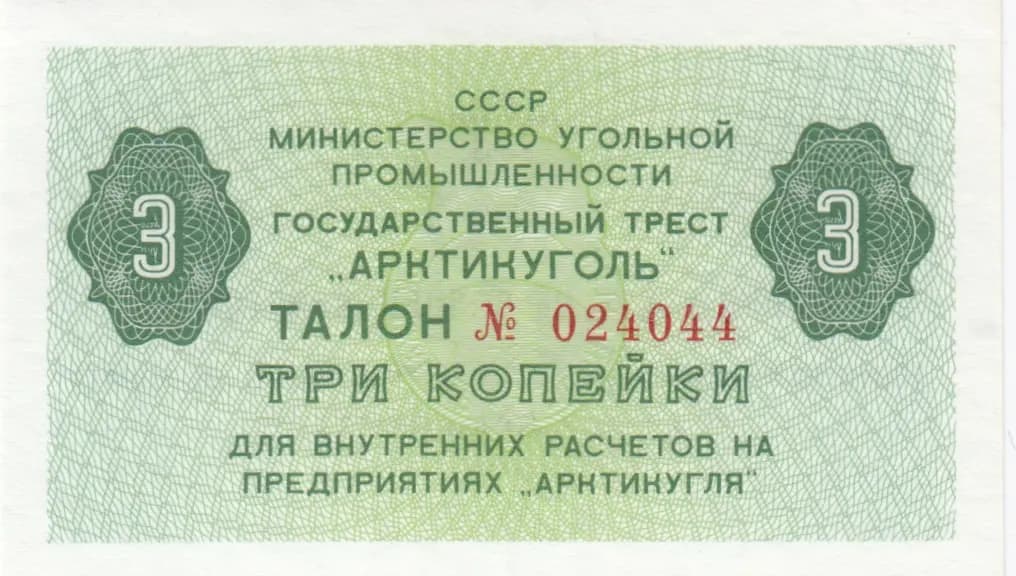 СССР
МИНИСТЕРСТВО УГОЛЬНОЙ
ПРОМЫШЛЕННОСТИ
ГОСУДАРСТВЕННЫЙ ТРЕСТ
„АРКТИКУГОЛЬ"
3 3
ТАЛОН № 024044
ТРИ КОПЕЙКИ
ДЛЯ ВНУТРЕННИХ РАСЧЕТОВ НА
ПРЕДПРИЯТИЯХ „АРКТИКУГЛЯ"